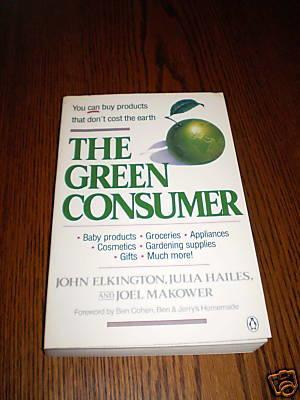 You can buy products
that don't cost the earth
THE
GREEN
CONSUMER
• Baby products • Groceries • Appliances
• Cosmetics • Gardening supplies
• Gifts • Much more!
JOHN ELKINGTON, JULIA HAILES,
AND JOEL MAKOWER
Foreword by Ben Cohen, Ben & Jerry's Homemade